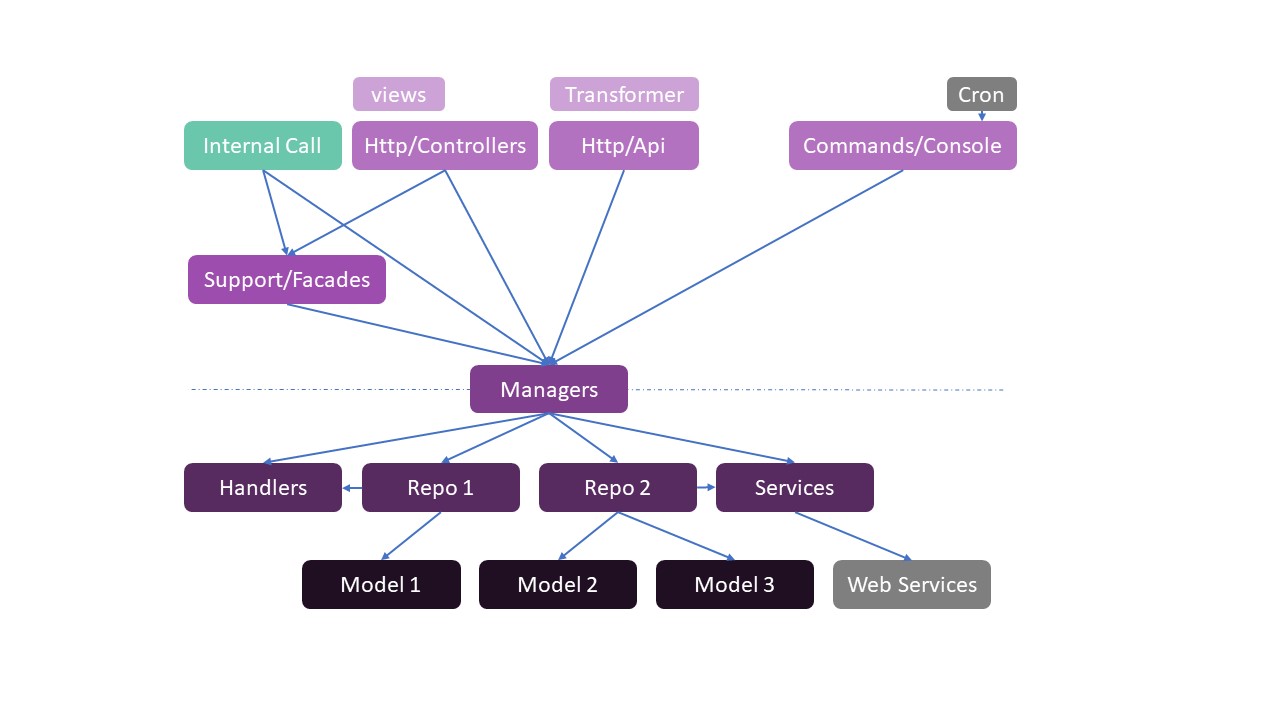 views
Transformer
Cron
Internal Call
Http/Controllers
Http/Api
Commands/Console
Support/Facades
Managers
Handlers
Repo 1
Repo 2
Services
Model 1
Model 2
Model 3
Web Services